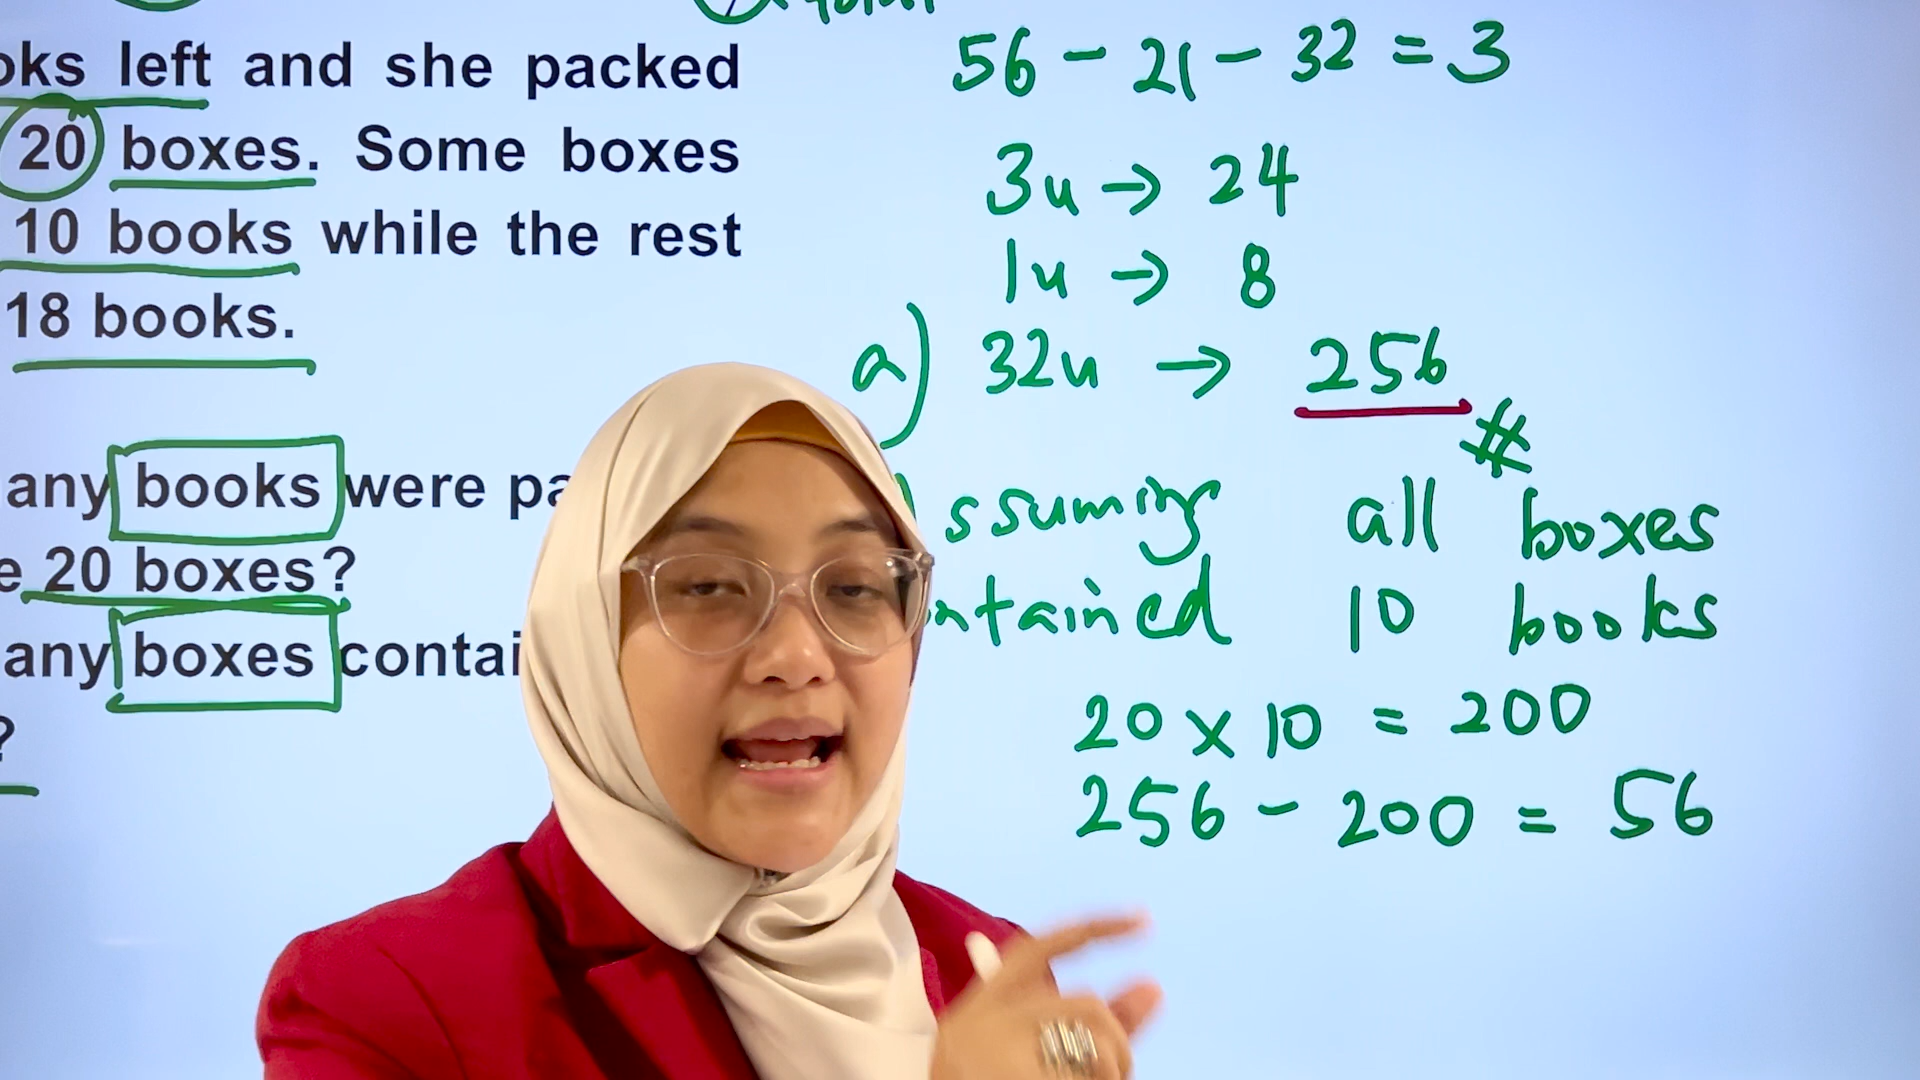 oks left and she packed
20 boxes. Some boxes
10 books while the rest
18 books.
any books were pa
e 20 boxes?
any boxes contai
?
total
56 - 21 - 32 = 3
3u → 24
1u → 8
a) 32u → 256 #
ssuming all boxes
ntained 10 books
20 x 10 = 200
256 - 200 = 56